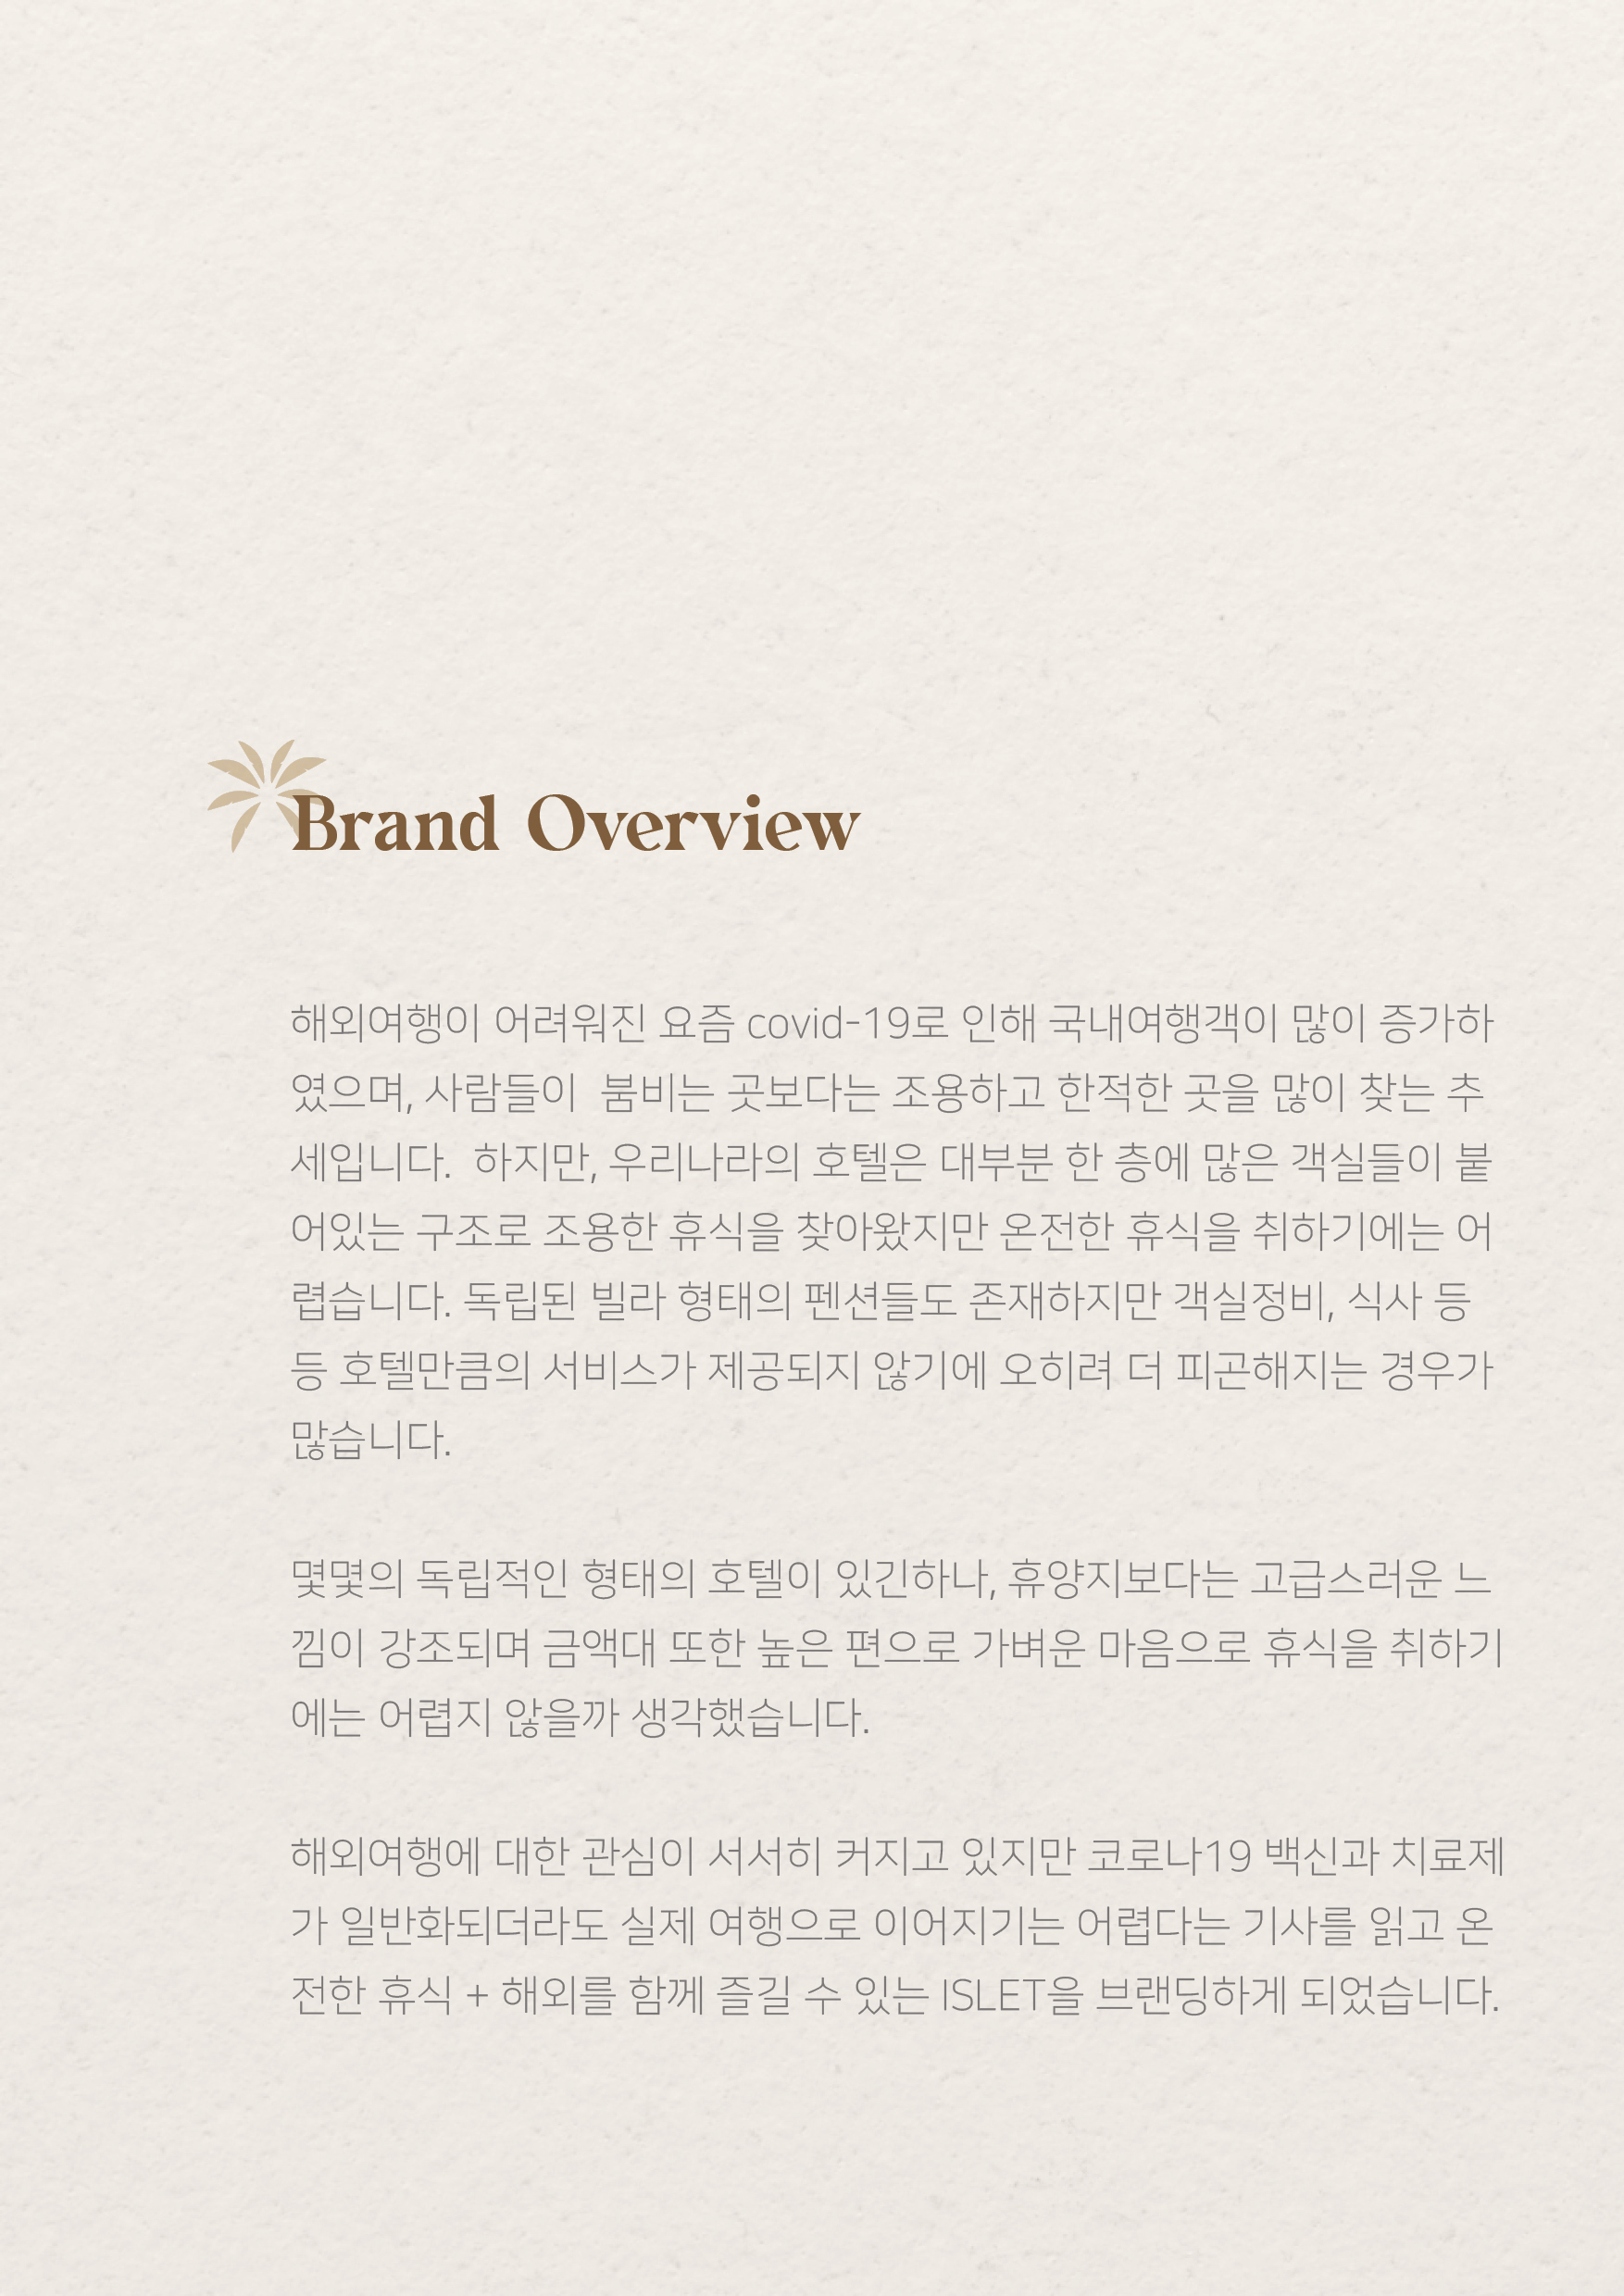 Brand Overview
해외여행이 어려워진 요즘 covid-19로 인해 국내여행객이 많이 증가하
였으며, 사람들이 붐비는 곳보다는 조용하고 한적한 곳을 많이 찾는 추
세입니다. 하지만, 우리나라의 호텔은 대부분 한 층에 많은 객실들이 붙
어있는 구조로 조용한 휴식을 찾아왔지만 온전한 휴식을 취하기에는 어
렵습니다. 독립된 빌라 형태의 펜션들도 존재하지만 객실정비, 식사 등
등 호텔만큼의 서비스가 제공되지 않기에 오히려 더 피곤해지는 경우가
많습니다.
몇몇의 독립적인 형태의 호텔이 있긴하나, 휴양지보다는 고급스러운 느
낌이 강조되며 금액대 또한 높은 편으로 가벼운 마음으로 휴식을 취하기
에는 어렵지 않을까 생각했습니다.
해외여행에 대한 관심이 서서히 커지고 있지만 코로나19 백신과 치료제
가 일반화되더라도 실제 여행으로 이어지기는 어렵다는 기사를 읽고 온
전한 휴식 + 해외를 함께 즐길 수 있는 ISLET을 브랜딩하게 되었습니다.